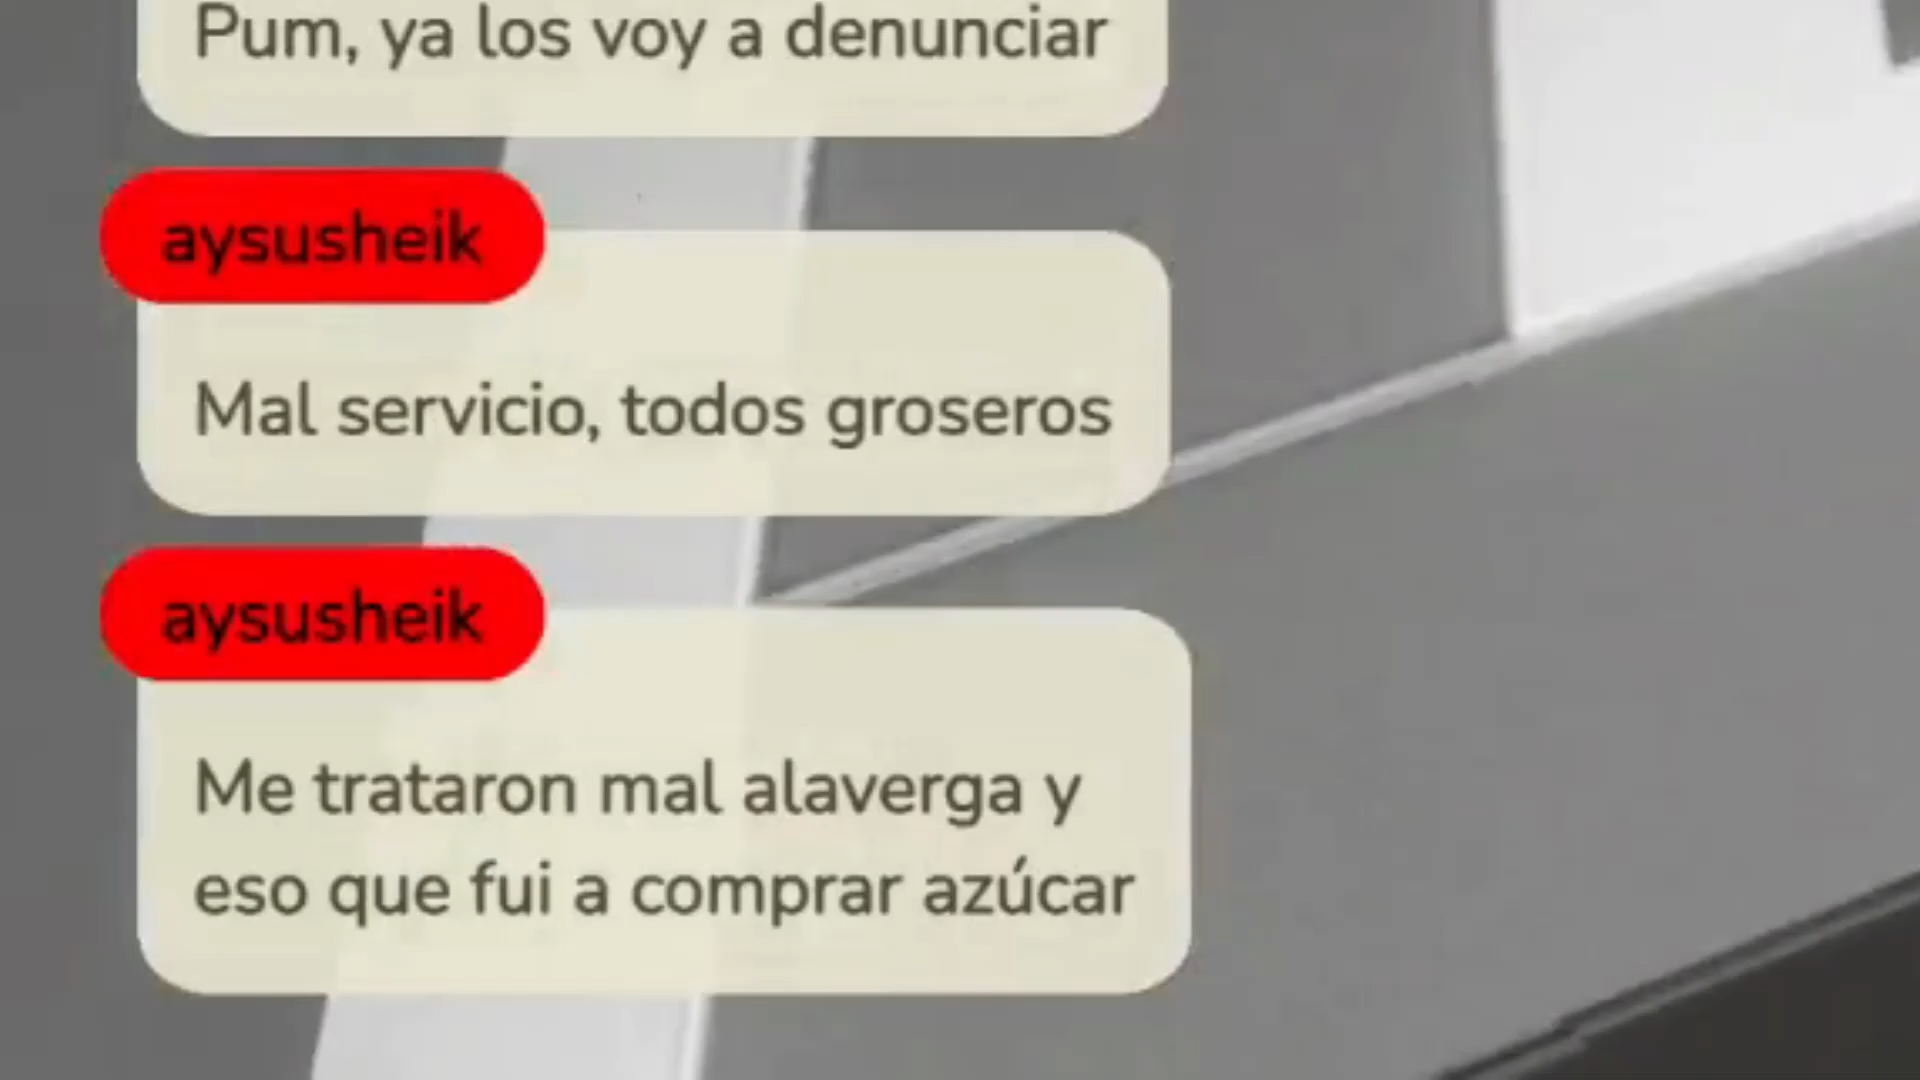 Pum, ya los voy a denunciar
aysusheik
Mal servicio, todos groseros
aysusheik
Me trataron mal alaverga y
eso que fui a comprar azúcar